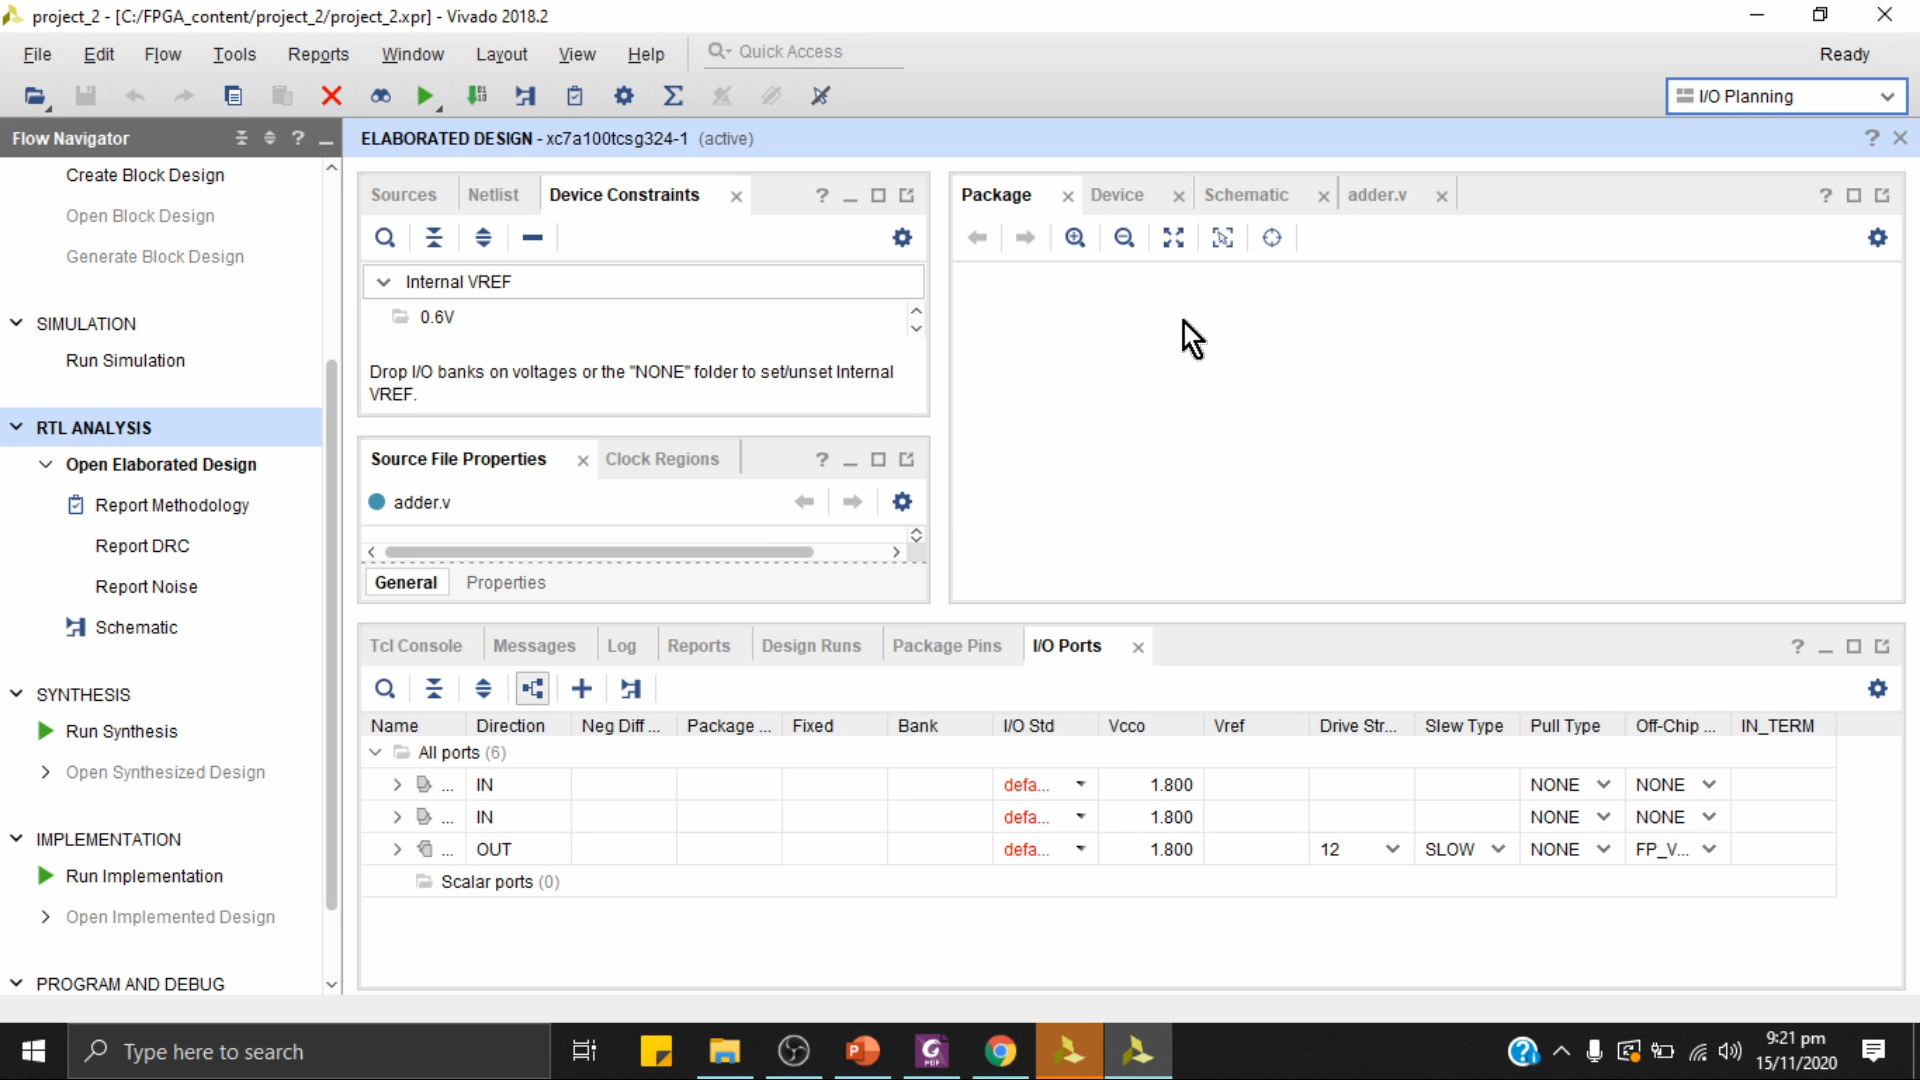 project_2 - [C:/FPGA_content/project_2/project_2.xpr] - Vivado 2018.2
File Edit Flow Tools Reports Window Layout View Help Quick Access Ready
I/O Planning
Flow Navigator
ELABORATED DESIGN - xc7a100tcsg324-1 (active)
Create Block Design
Open Block Design
Generate Block Design
SIMULATION
Run Simulation
RTL ANALYSIS
Open Elaborated Design
Report Methodology
Report DRC
Report Noise
Schematic
SYNTHESIS
Run Synthesis
Open Synthesized Design
IMPLEMENTATION
Run Implementation
Open Implemented Design
PROGRAM AND DEBUG
Sources Netlist Device Constraints
Internal VREF
0.6V
Drop I/O banks on voltages or the "NONE" folder to set/unset Internal
VREF.
Source File Properties Clock Regions
adder.v
General Properties
Package Device Schematic adder.v
Tcl Console Messages Log Reports Design Runs Package Pins I/O Ports
Name Direction Neg Diff ... Package ... Fixed Bank I/O Std Vcco Vref Drive Str... Slew Type Pull Type Off-Chip ... IN_TERM
All ports (6)
... IN defa... 1.800 NONE NONE
... IN defa... 1.800 NONE NONE
... OUT defa... 1.800 12 SLOW NONE FP_V...
Scalar ports (0)
Type here to search
9:21 pm
15/11/2020